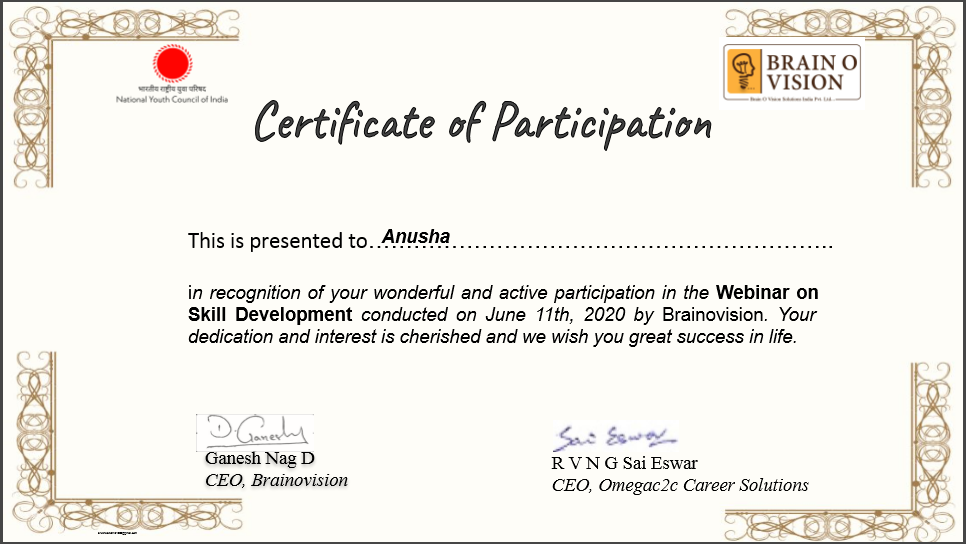 भारतीय राष्ट्रीय युवा परिषद
National Youth Council of India
BRAIN O
VISION
Brain O Vision Solutions India Pvt. Ltd.
Certificate of Participation
This is presented to...Anusha.......................................................
in recognition of your wonderful and active participation in the Webinar on
Skill Development conducted on June 11th, 2020 by Brainovision. Your
dedication and interest is cherished and we wish you great success in life.
D. Ganesh
Ganesh Nag D
CEO, Brainovision
Sai Eswar
R V N G Sai Eswar
CEO, Omegac2c Career Solutions